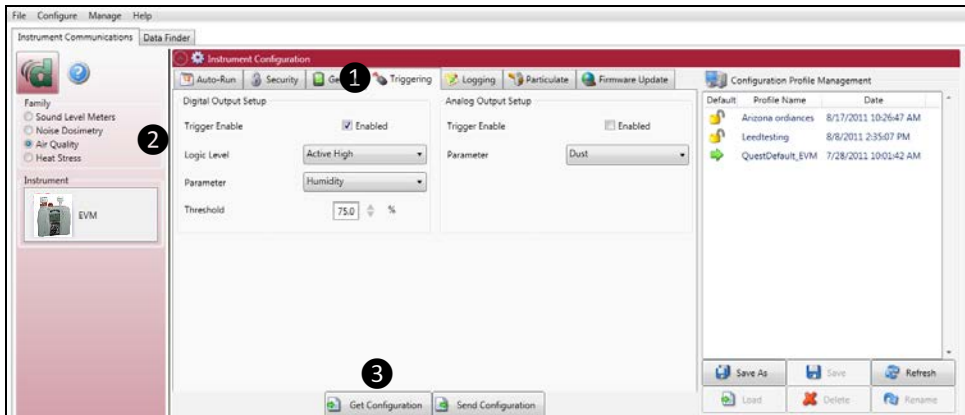 File Configure Manage Help
Instrument Communications Data Finder
Instrument Configuration
Auto-Run Security Ge 1 Triggering Logging Particulate Firmware Update
Configuration Profile Management
Family
Sound Level Meters
Noise Dosimetry
Air Quality
Heat Stress
2
Instrument
EVM
Digital Output Setup
Trigger Enable Enabled
Logic Level Active High
Parameter Humidity
Threshold 75.0 %
Analog Output Setup
Trigger Enable Enabled
Parameter Dust
Default Profile Name Date
Arizona ordiances 8/17/2011 10:26:47 AM
Leedtesting 8/8/2011 2:35:07 PM
QuestDefault_EVM 7/28/2011 10:01:42 AM
3
Get Configuration Send Configuration
Save As Save Refresh
Load Delete Rename